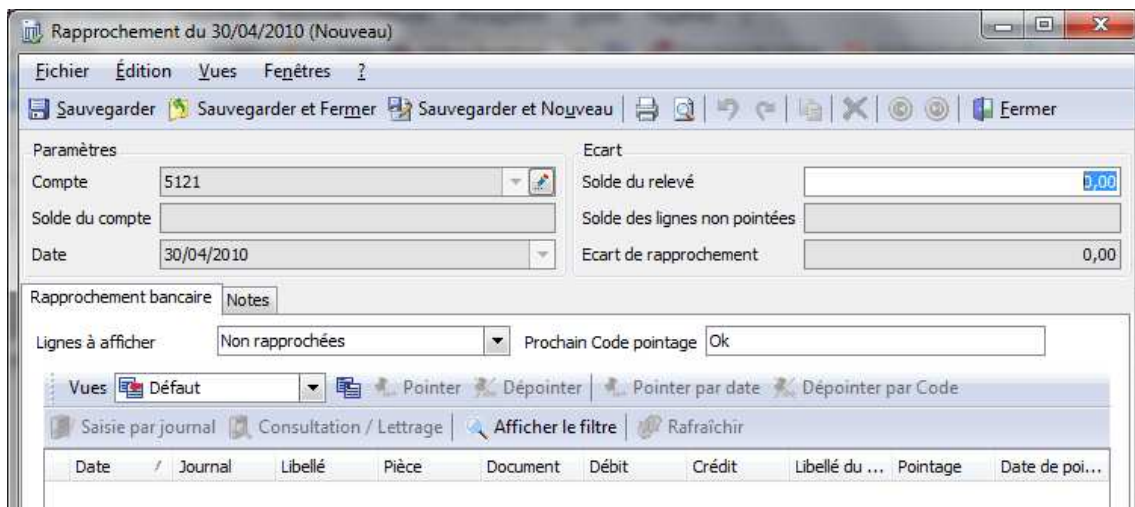 Rapprochement du 30/04/2010 (Nouveau)
Fichier Édition Vues Fenêtres ?
Sauvegarder Sauvegarder et Fermer Sauvegarder et Nouveau Fermer
Paramètres Ecart
Compte 5121 Solde du relevé 0,00
Solde du compte Solde des lignes non pointées
Date 30/04/2010 Ecart de rapprochement 0,00
Rapprochement bancaire Notes
Lignes à afficher Non rapprochées Prochain Code pointage Ok
Vues Défaut Pointer Dépointer Pointer par date Dépointer par Code
Saisie par journal Consultation / Lettrage Afficher le filtre Rafraîchir
Date / Journal Libellé Pièce Document Débit Crédit Libellé du ... Pointage Date de poi...